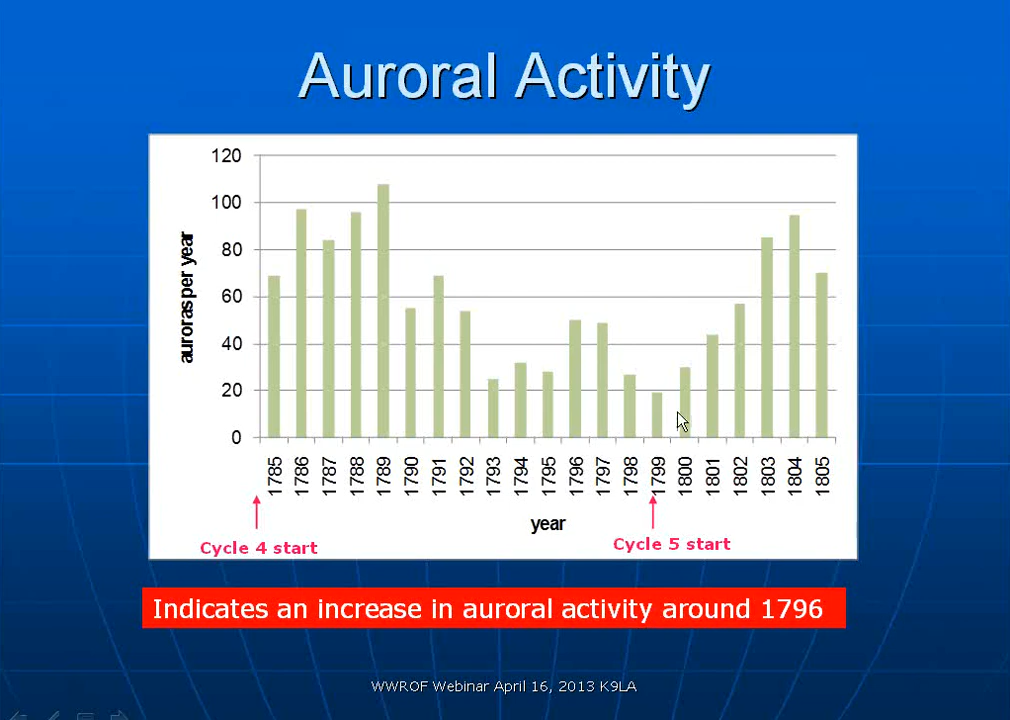 Auroral Activity
120
100
80
60
40
20
0
aurorasper year
1785 1786 1787 1788 1789 1790 1791 1792 1793 1794 1795 1796 1797 1798 1799 1800 1801 1802 1803 1804 1805
year
Cycle 4 start
Cycle 5 start
Indicates an increase in auroral activity around 1796
WWROF Webinar April 16, 2013 K9LA